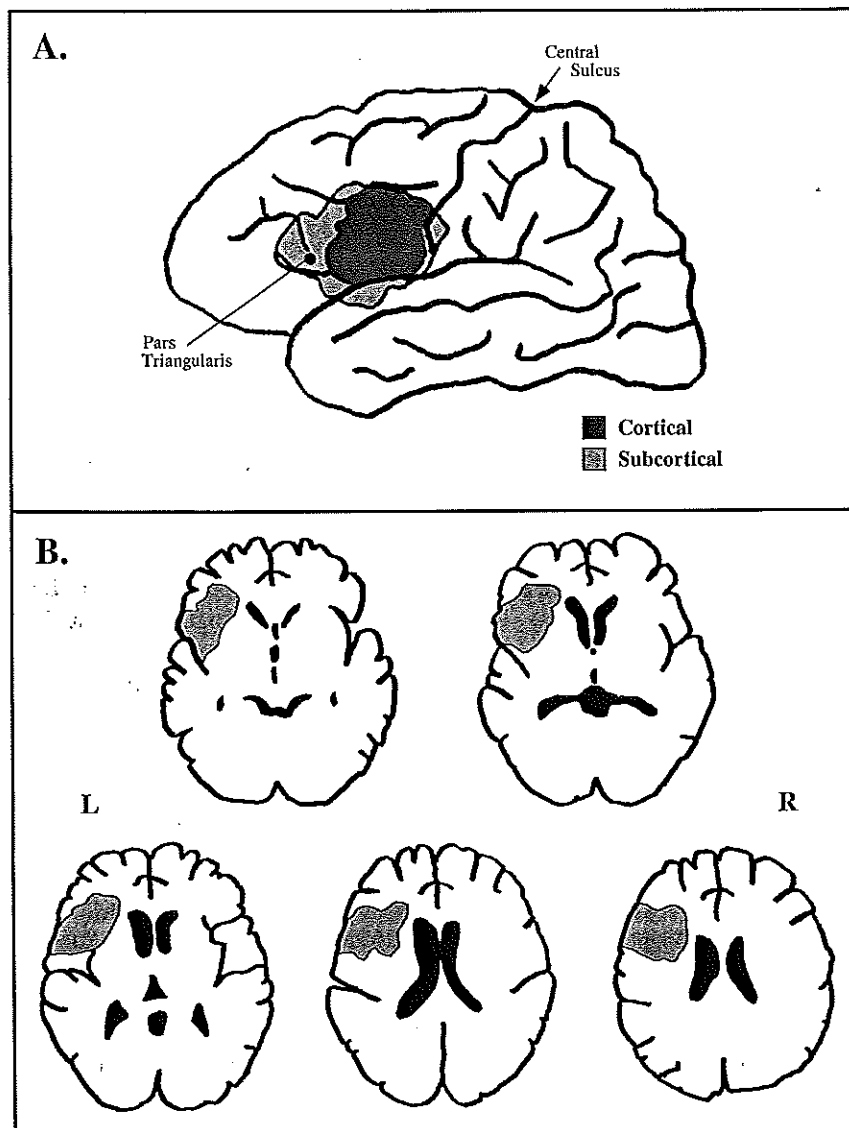 A.
Central
Sulcus
Pars
Triangularis
Cortical
Subcortical
B.
L
R